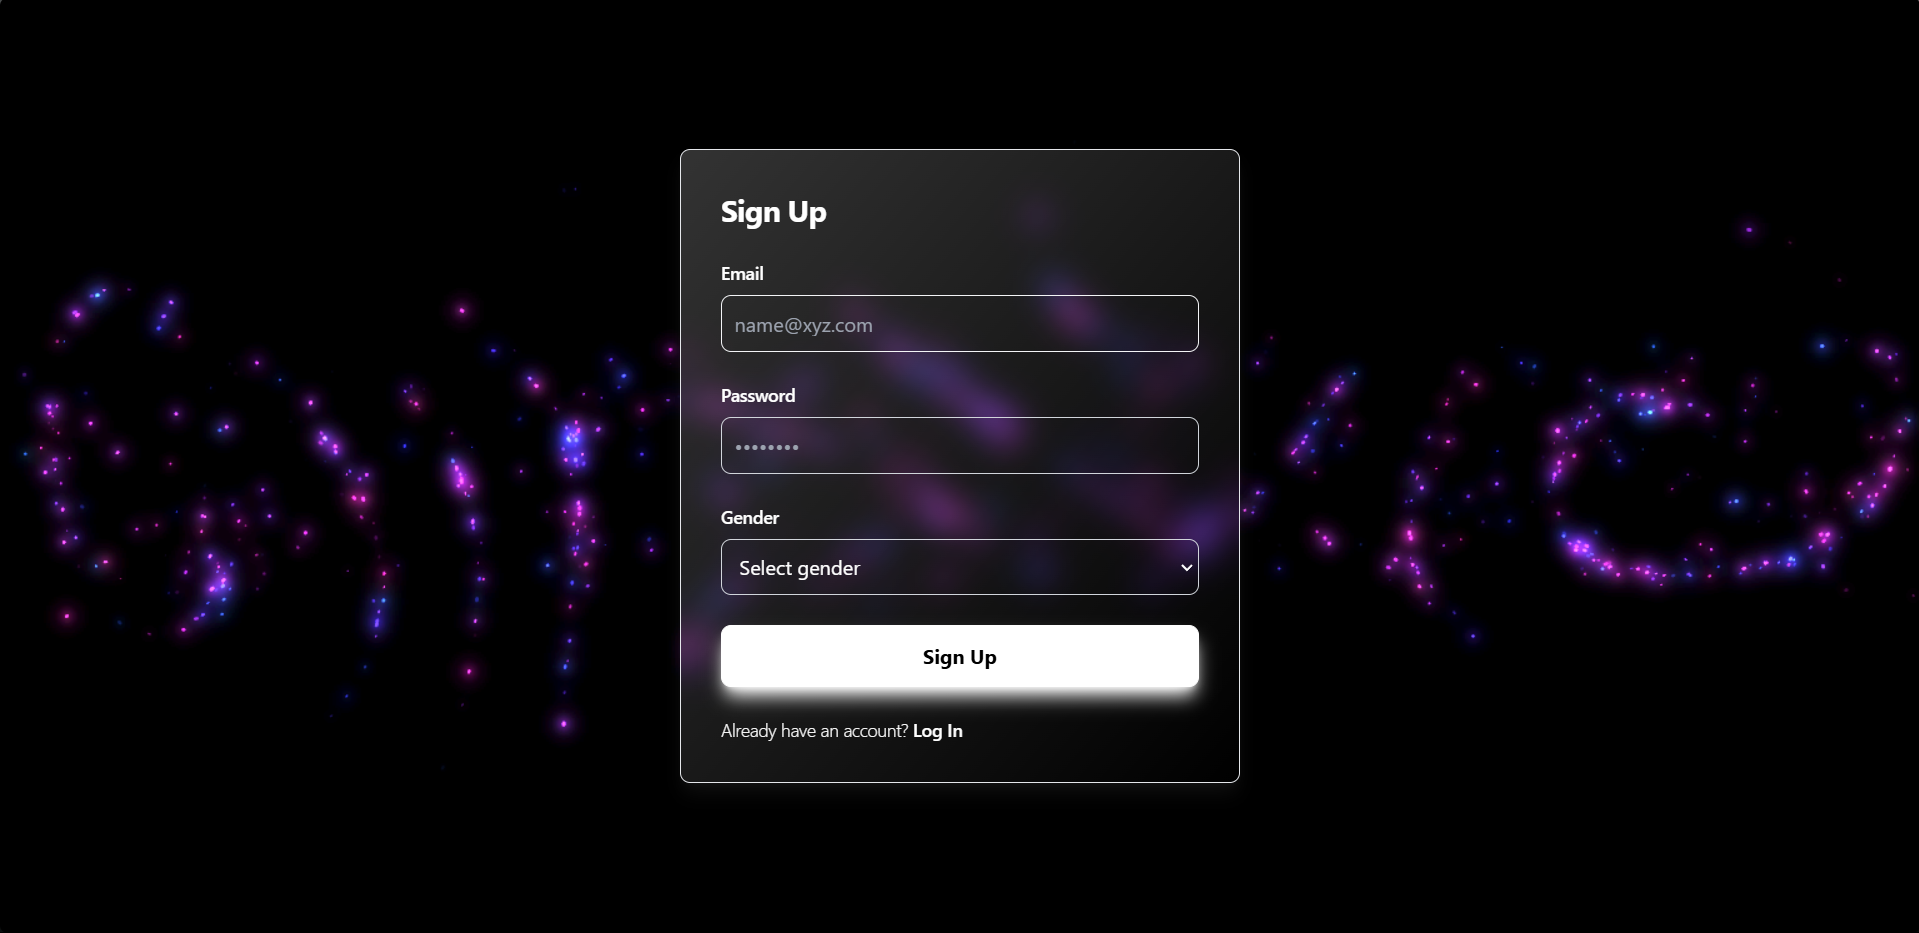 Sign Up
Email
name@xyz.com
Password
••••••••
Gender
Select gender
Sign Up
Already have an account? Log In